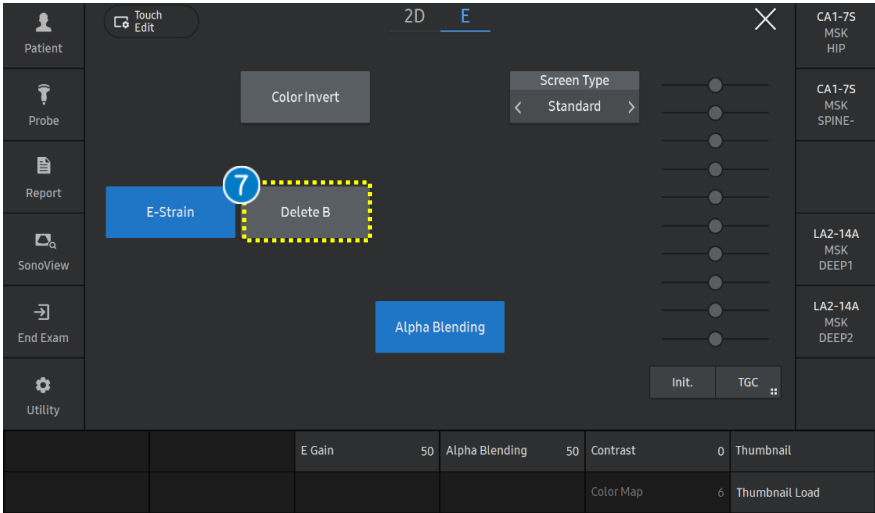 Touch
Edit
2D
E
CA1-7S
MSK
HIP
Patient
Color Invert
Screen Type
Standard
CA1-7S
MSK
SPINE-
Probe
Report
7
E-Strain
Delete B
SonoView
LA2-14A
MSK
DEEP1
End Exam
Alpha Blending
LA2-14A
MSK
DEEP2
Init.
TGC
Utility
E Gain 50
Alpha Blending 50
Contrast 0
Thumbnail
Color Map 6
Thumbnail Load